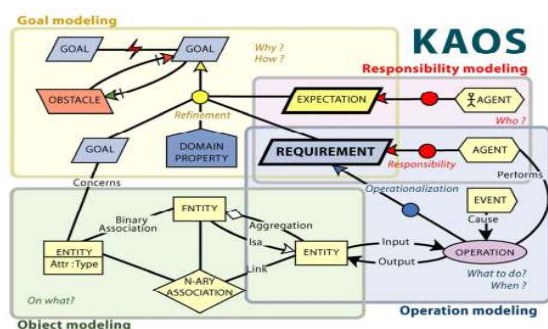 Goal modeling
KAOS
GOAL
GOAL
Why ?
How ?
Responsibility modeling
OBSTACLE
EXPECTATION
AGENT
Refinement
Who ?
GOAL
DOMAIN
PROPERTY
REQUIREMENT
AGENT
Responsibility
Concerns
Performs
Operationalization
EVENT
Binary
Association
ENTITY
Aggregation
Cause
Isa
ENTITY
Attr : Type
ENTITY
Input
OPERATION
Link
Output
N-ARY
ASSOCIATION
What to do?
When ?
On what?
Object modeling
Operation modeling